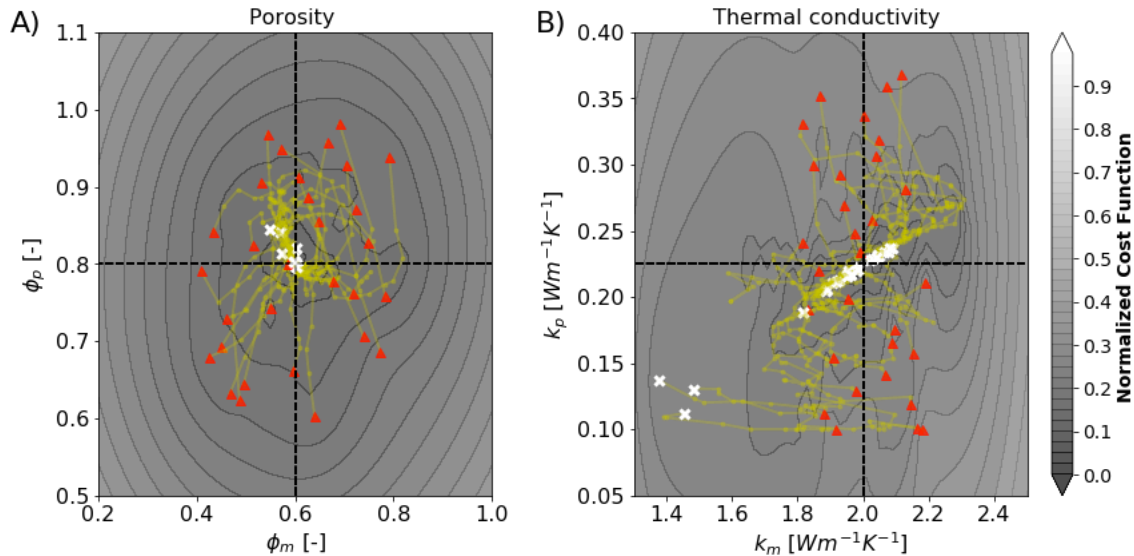 A)
Porosity
1.1
1.0
0.9
0.8
0.7
0.6
0.5
ϕp [-]
0.2 0.4 0.6 0.8 1.0
ϕm [-]
B)
Thermal conductivity
0.40
0.35
0.30
0.25
0.20
0.15
0.10
0.05
kp [Wm⁻¹K⁻¹]
1.4 1.6 1.8 2.0 2.2 2.4
km [Wm⁻¹K⁻¹]
0.9
0.8
0.7
0.6
0.5
0.4
0.3
0.2
0.1
0.0
Normalized Cost Function